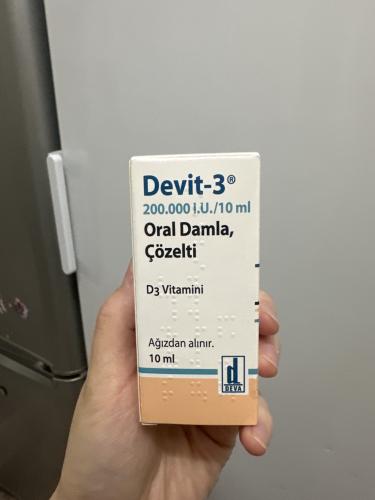 Devit-3®
200.000 I.U./10 ml
Oral Damla,
Çözelti
D3 Vitamini
Ağızdan alınır.
10 ml
DEVA